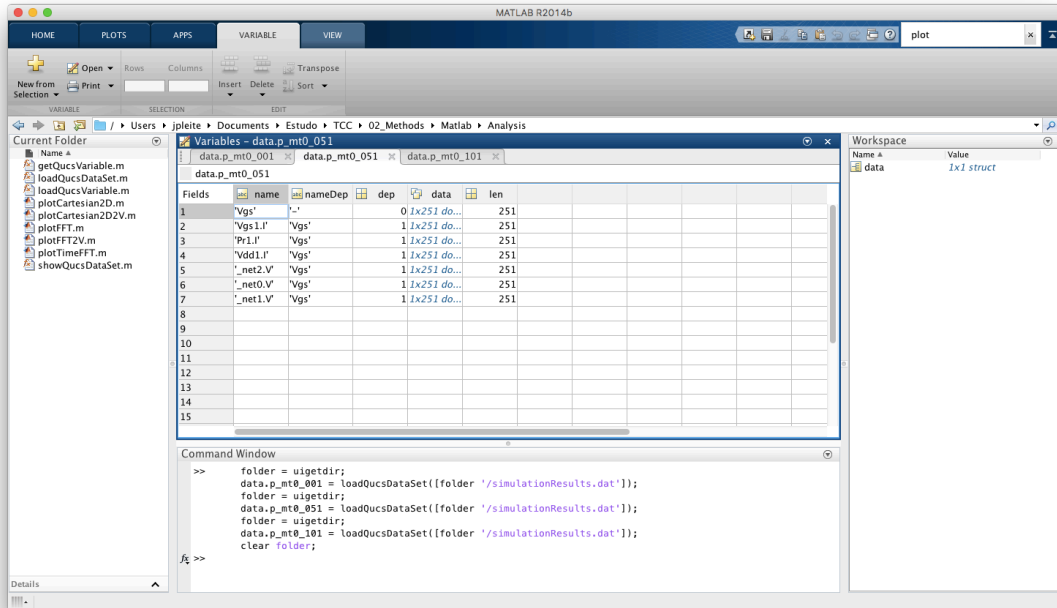 MATLAB R2014b
HOME PLOTS APPS VARIABLE VIEW plot
New from Selection Open Print Rows Columns Insert Delete Transpose Sort
VARIABLE SELECTION EDIT
/ Users jpleite Documents Estudo TCC 02_Methods Matlab Analysis
Current Folder
Name
getQucsVariable.m
loadQucsDataSet.m
loadQucsVariable.m
plotCartesian2D.m
plotCartesian2D2V.m
plotFFT.m
plotFFT2V.m
plotTimeFFT.m
showQucsDataSet.m
Details
Variables - data.p_mt0_051
data.p_mt0_001 data.p_mt0_051 data.p_mt0_101
data.p_mt0_051
Fields name nameDep dep data len
1 'Vgs' '-' 0 1x251 do... 251
2 'Vgs1.I' 'Vgs' 1 1x251 do... 251
3 'Pr1.I' 'Vgs' 1 1x251 do... 251
4 'Vdd1.I' 'Vgs' 1 1x251 do... 251
5 '_net2.V' 'Vgs' 1 1x251 do... 251
6 '_net0.V' 'Vgs' 1 1x251 do... 251
7 '_net1.V' 'Vgs' 1 1x251 do... 251
8
9
10
11
12
13
14
15
Command Window
>> folder = uigetdir;
data.p_mt0_001 = loadQucsDataSet([folder '/simulationResults.dat']);
folder = uigetdir;
data.p_mt0_051 = loadQucsDataSet([folder '/simulationResults.dat']);
folder = uigetdir;
data.p_mt0_101 = loadQucsDataSet([folder '/simulationResults.dat']);
clear folder;
fx >>
Workspace
Name Value
data 1x1 struct